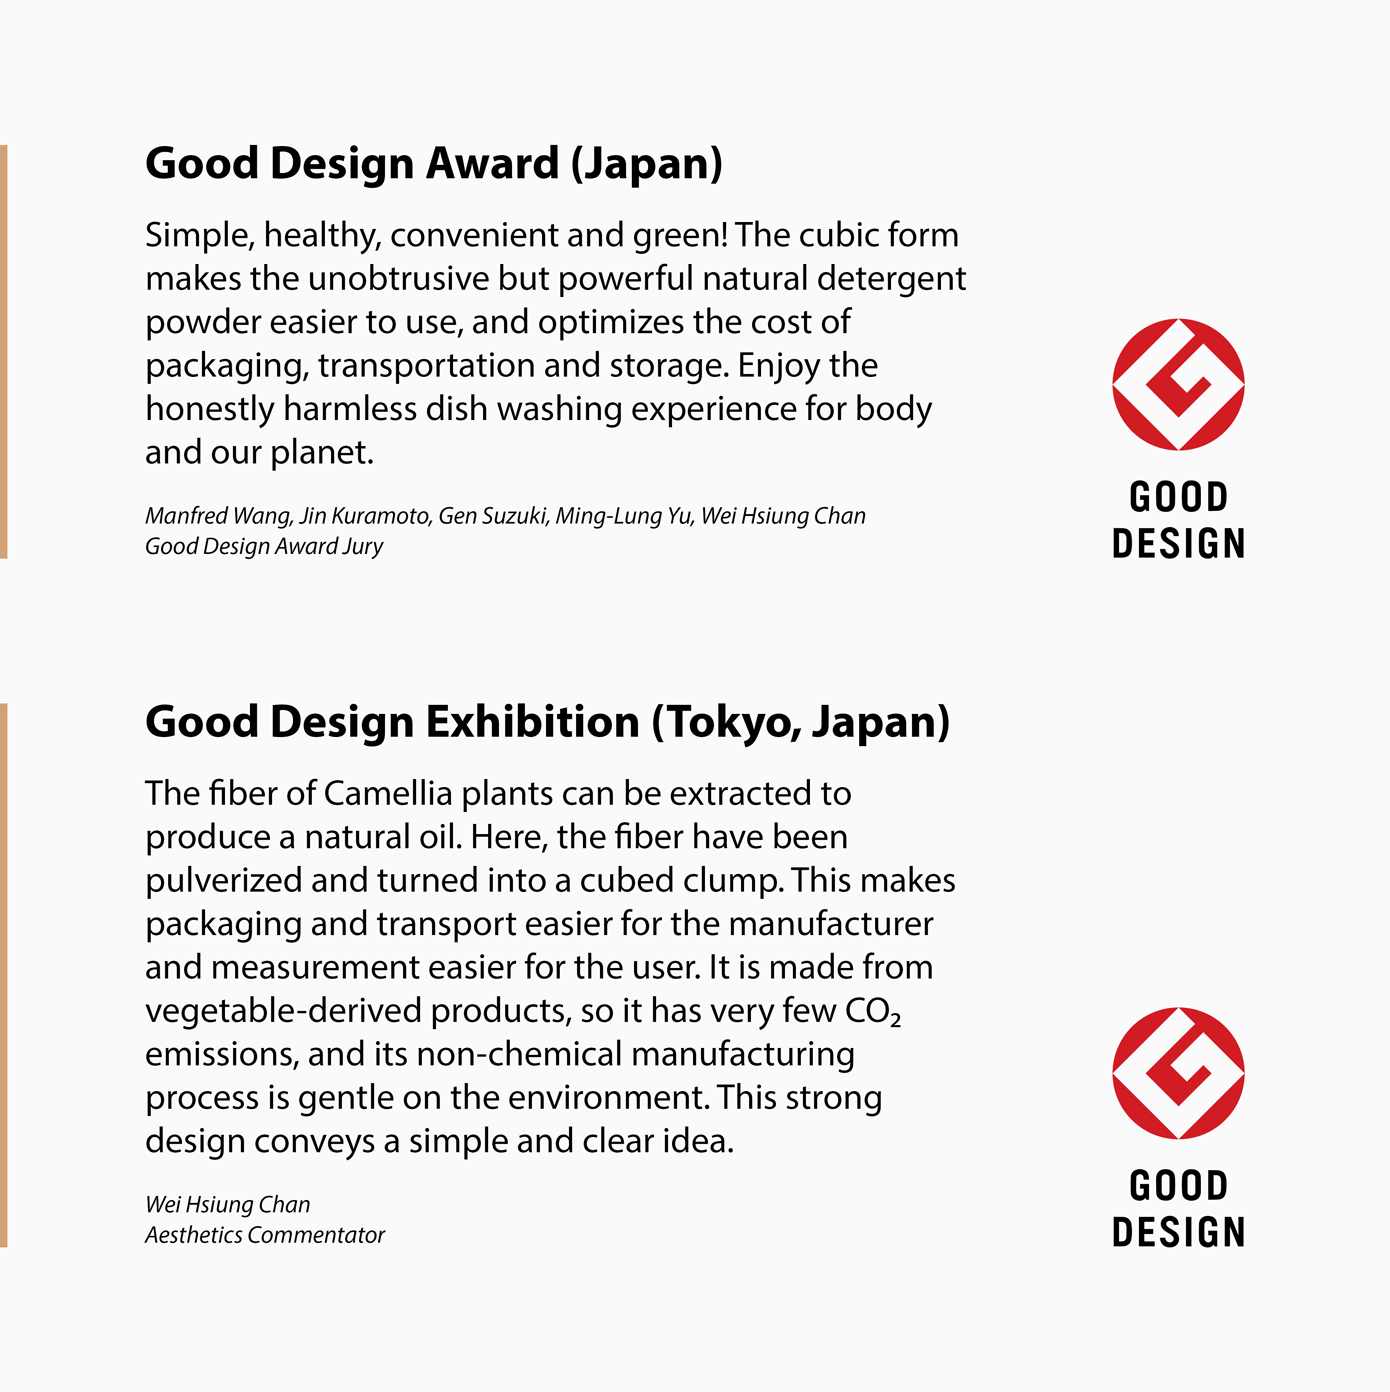 Good Design Award (Japan)
Simple, healthy, convenient and green! The cubic form
makes the unobtrusive but powerful natural detergent
powder easier to use, and optimizes the cost of
packaging, transportation and storage. Enjoy the
honestly harmless dish washing experience for body
and our planet.
Manfred Wang, Jin Kuramoto, Gen Suzuki, Ming-Lung Yu, Wei Hsiung Chan
Good Design Award Jury
GOOD
DESIGN
Good Design Exhibition (Tokyo, Japan)
The fiber of Camellia plants can be extracted to
produce a natural oil. Here, the fiber have been
pulverized and turned into a cubed clump. This makes
packaging and transport easier for the manufacturer
and measurement easier for the user. It is made from
vegetable-derived products, so it has very few CO₂
emissions, and its non-chemical manufacturing
process is gentle on the environment. This strong
design conveys a simple and clear idea.
Wei Hsiung Chan
Aesthetics Commentator
GOOD
DESIGN